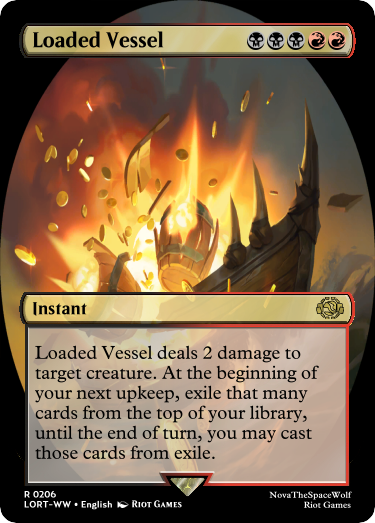 Loaded Vessel
Instant
Loaded Vessel deals 2 damage to
target creature. At the beginning of
your next upkeep, exile that many
cards from the top of your library,
until the end of turn, you may cast
those cards from exile.
R 0206
LORT-WW • English RIOT GAMES
NovaTheSpaceWolf
Riot Games